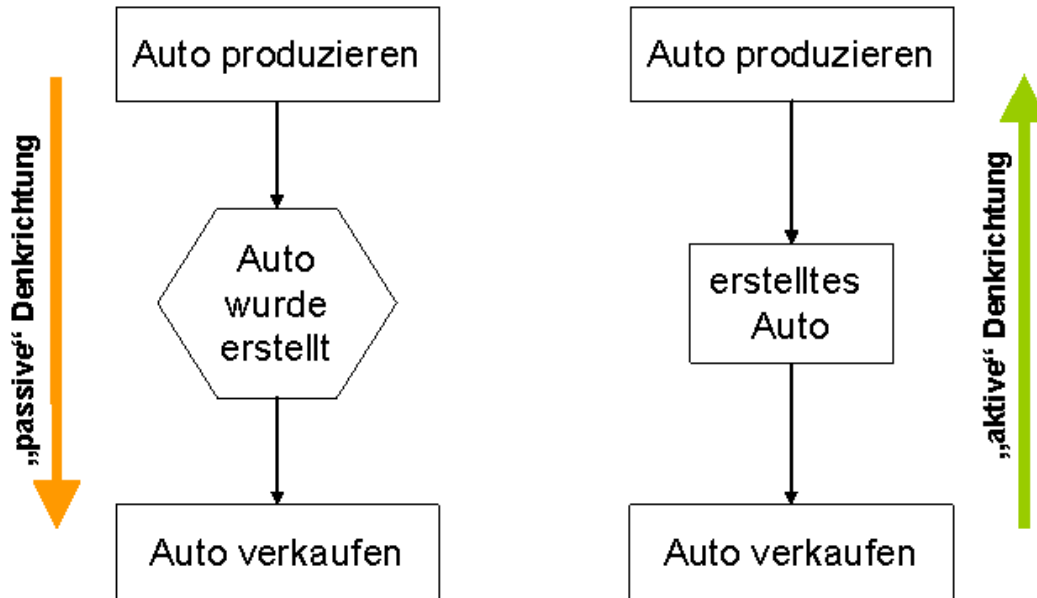 Auto produzieren
Auto
wurde
erstellt
Auto verkaufen
„passive“ Denkrichtung
Auto produzieren
erstelltes
Auto
Auto verkaufen
„aktive“ Denkrichtung